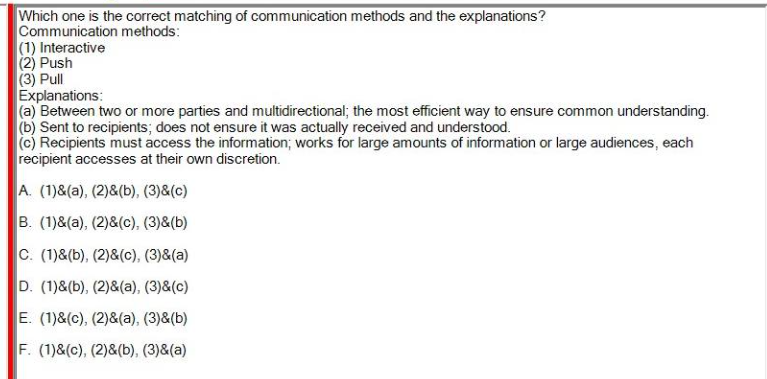 Which one is the correct matching of communication methods and the explanations?
Communication methods:
(1) Interactive
(2) Push
(3) Pull
Explanations:
(a) Between two or more parties and multidirectional; the most efficient way to ensure common understanding.
(b) Sent to recipients; does not ensure it was actually received and understood.
(c) Recipients must access the information; works for large amounts of information or large audiences, each
recipient accesses at their own discretion.
A. (1)&(a), (2)&(b), (3)&(c)
B. (1)&(a), (2)&(c), (3)&(b)
C. (1)&(b), (2)&(c), (3)&(a)
D. (1)&(b), (2)&(a), (3)&(c)
E. (1)&(c), (2)&(a), (3)&(b)
F. (1)&(c), (2)&(b), (3)&(a)